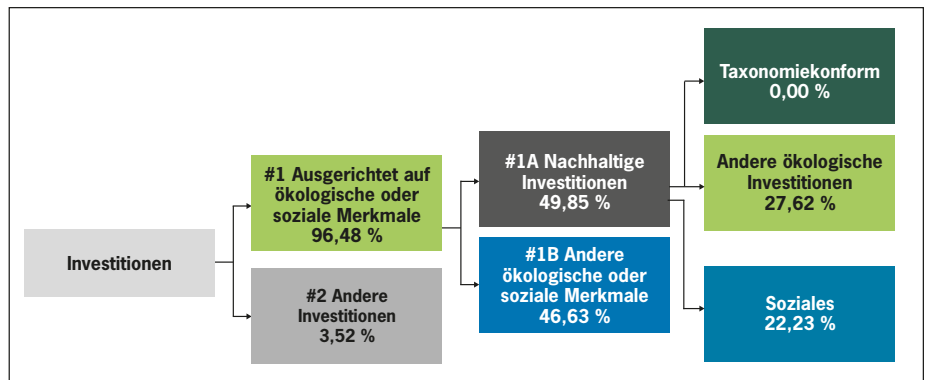 Investitionen
#1 Ausgerichtet auf
ökologische oder
soziale Merkmale
96,48 %
#2 Andere
Investitionen
3,52 %
#1A Nachhaltige
Investitionen
49,85 %
#1B Andere
ökologische oder
soziale Merkmale
46,63 %
Taxonomiekonform
0,00 %
Andere ökologische
Investitionen
27,62 %
Soziales
22,23 %